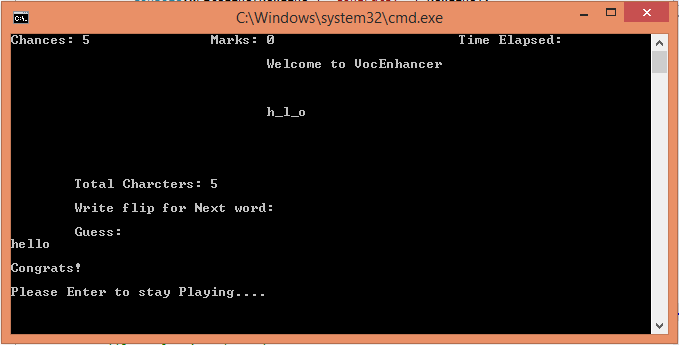 C:\Windows\system32\cmd.exe
Chances: 5 Marks: 0 Time Elapsed:
Welcome to VocEnhancer
h_l_o
Total Charcters: 5
Write flip for Next word:
Guess:
hello
Congrats!
Please Enter to stay Playing....